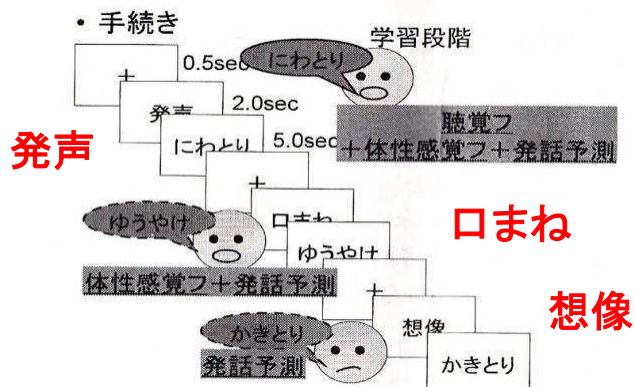 ・手続き
学習段階
+
0.5sec
にわとり
発声
2.0sec
にわとり
5.0sec
聴覚フ
＋体性感覚フ＋発話予測
発声
+
口まね
ゆうやけ
ゆうやけ
口まね
体性感覚フ＋発話予測
+
想像
想像
かきとり
かきとり
発話予測